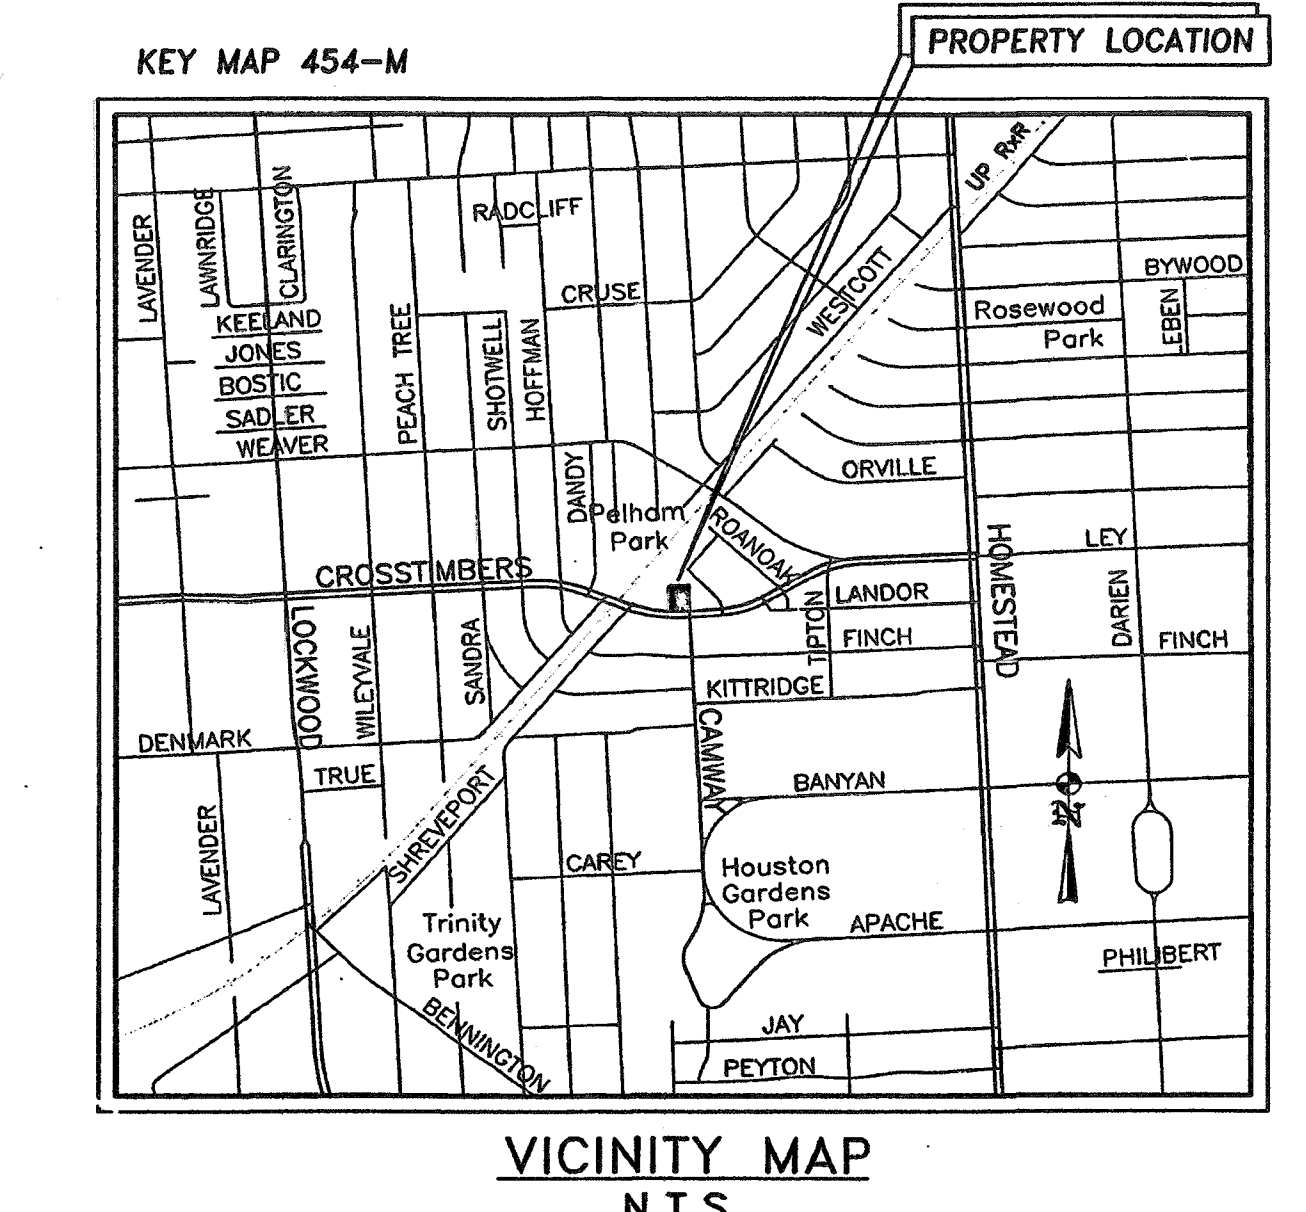 PROPERTY LOCATION
KEY MAP 454-M
UP RxR
RADCLIFF
LAVENDER
LAWNRIDGE
CLARINGTON
WESTCOTT
BYWOOD
CRUSE
KEELAND
Rosewood
Park
LEBEN
JONES
PEACH TREE
SHOTWELL
HOFFMAN
BOSTIC
SADLER
WEAVER
ORVILLE
DANDY
Pelham
Park
ROANOAK
HOMESTEAD
LEY
CROSSTIMBERS
LANDOR
DARIEN
LOCKWOOD
WILEYVALE
SANDRA
TIPTON
FINCH
FINCH
KITTRIDGE
DENMARK
CAMWAY
TRUE
BANYAN
SHREVEPORT
LAVENDER
CAREY
Houston
Gardens
Park
Trinity
Gardens
Park
APACHE
PHILIBERT
BENNINGTON
JAY
PEYTON
VICINITY MAP
N.T.S.